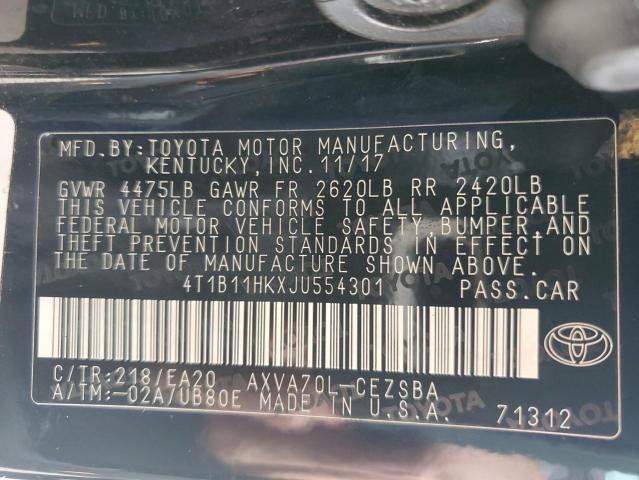 MFD.BY:TOYOTA MOTOR MANUFACTURING,
KENTUCKY,INC.11/17
GVWR 4475LB GAWR FR 2620LB RR 2420LB
THIS VEHICLE CONFORMS TO ALL APPLICABLE
FEDERAL MOTOR VEHICLE SAFETY,BUMPER,AND
THEFT PREVENTION STANDARDS IN EFFECT ON
THE DATE OF MANUFACTURE SHOWN ABOVE.
4T1B11HKXJU554301 PASS.CAR
C/TR:218/EA20 AXVA70L-CEZSBA
A/TM:-02A/UB80E MADE IN U.S.A. 71312